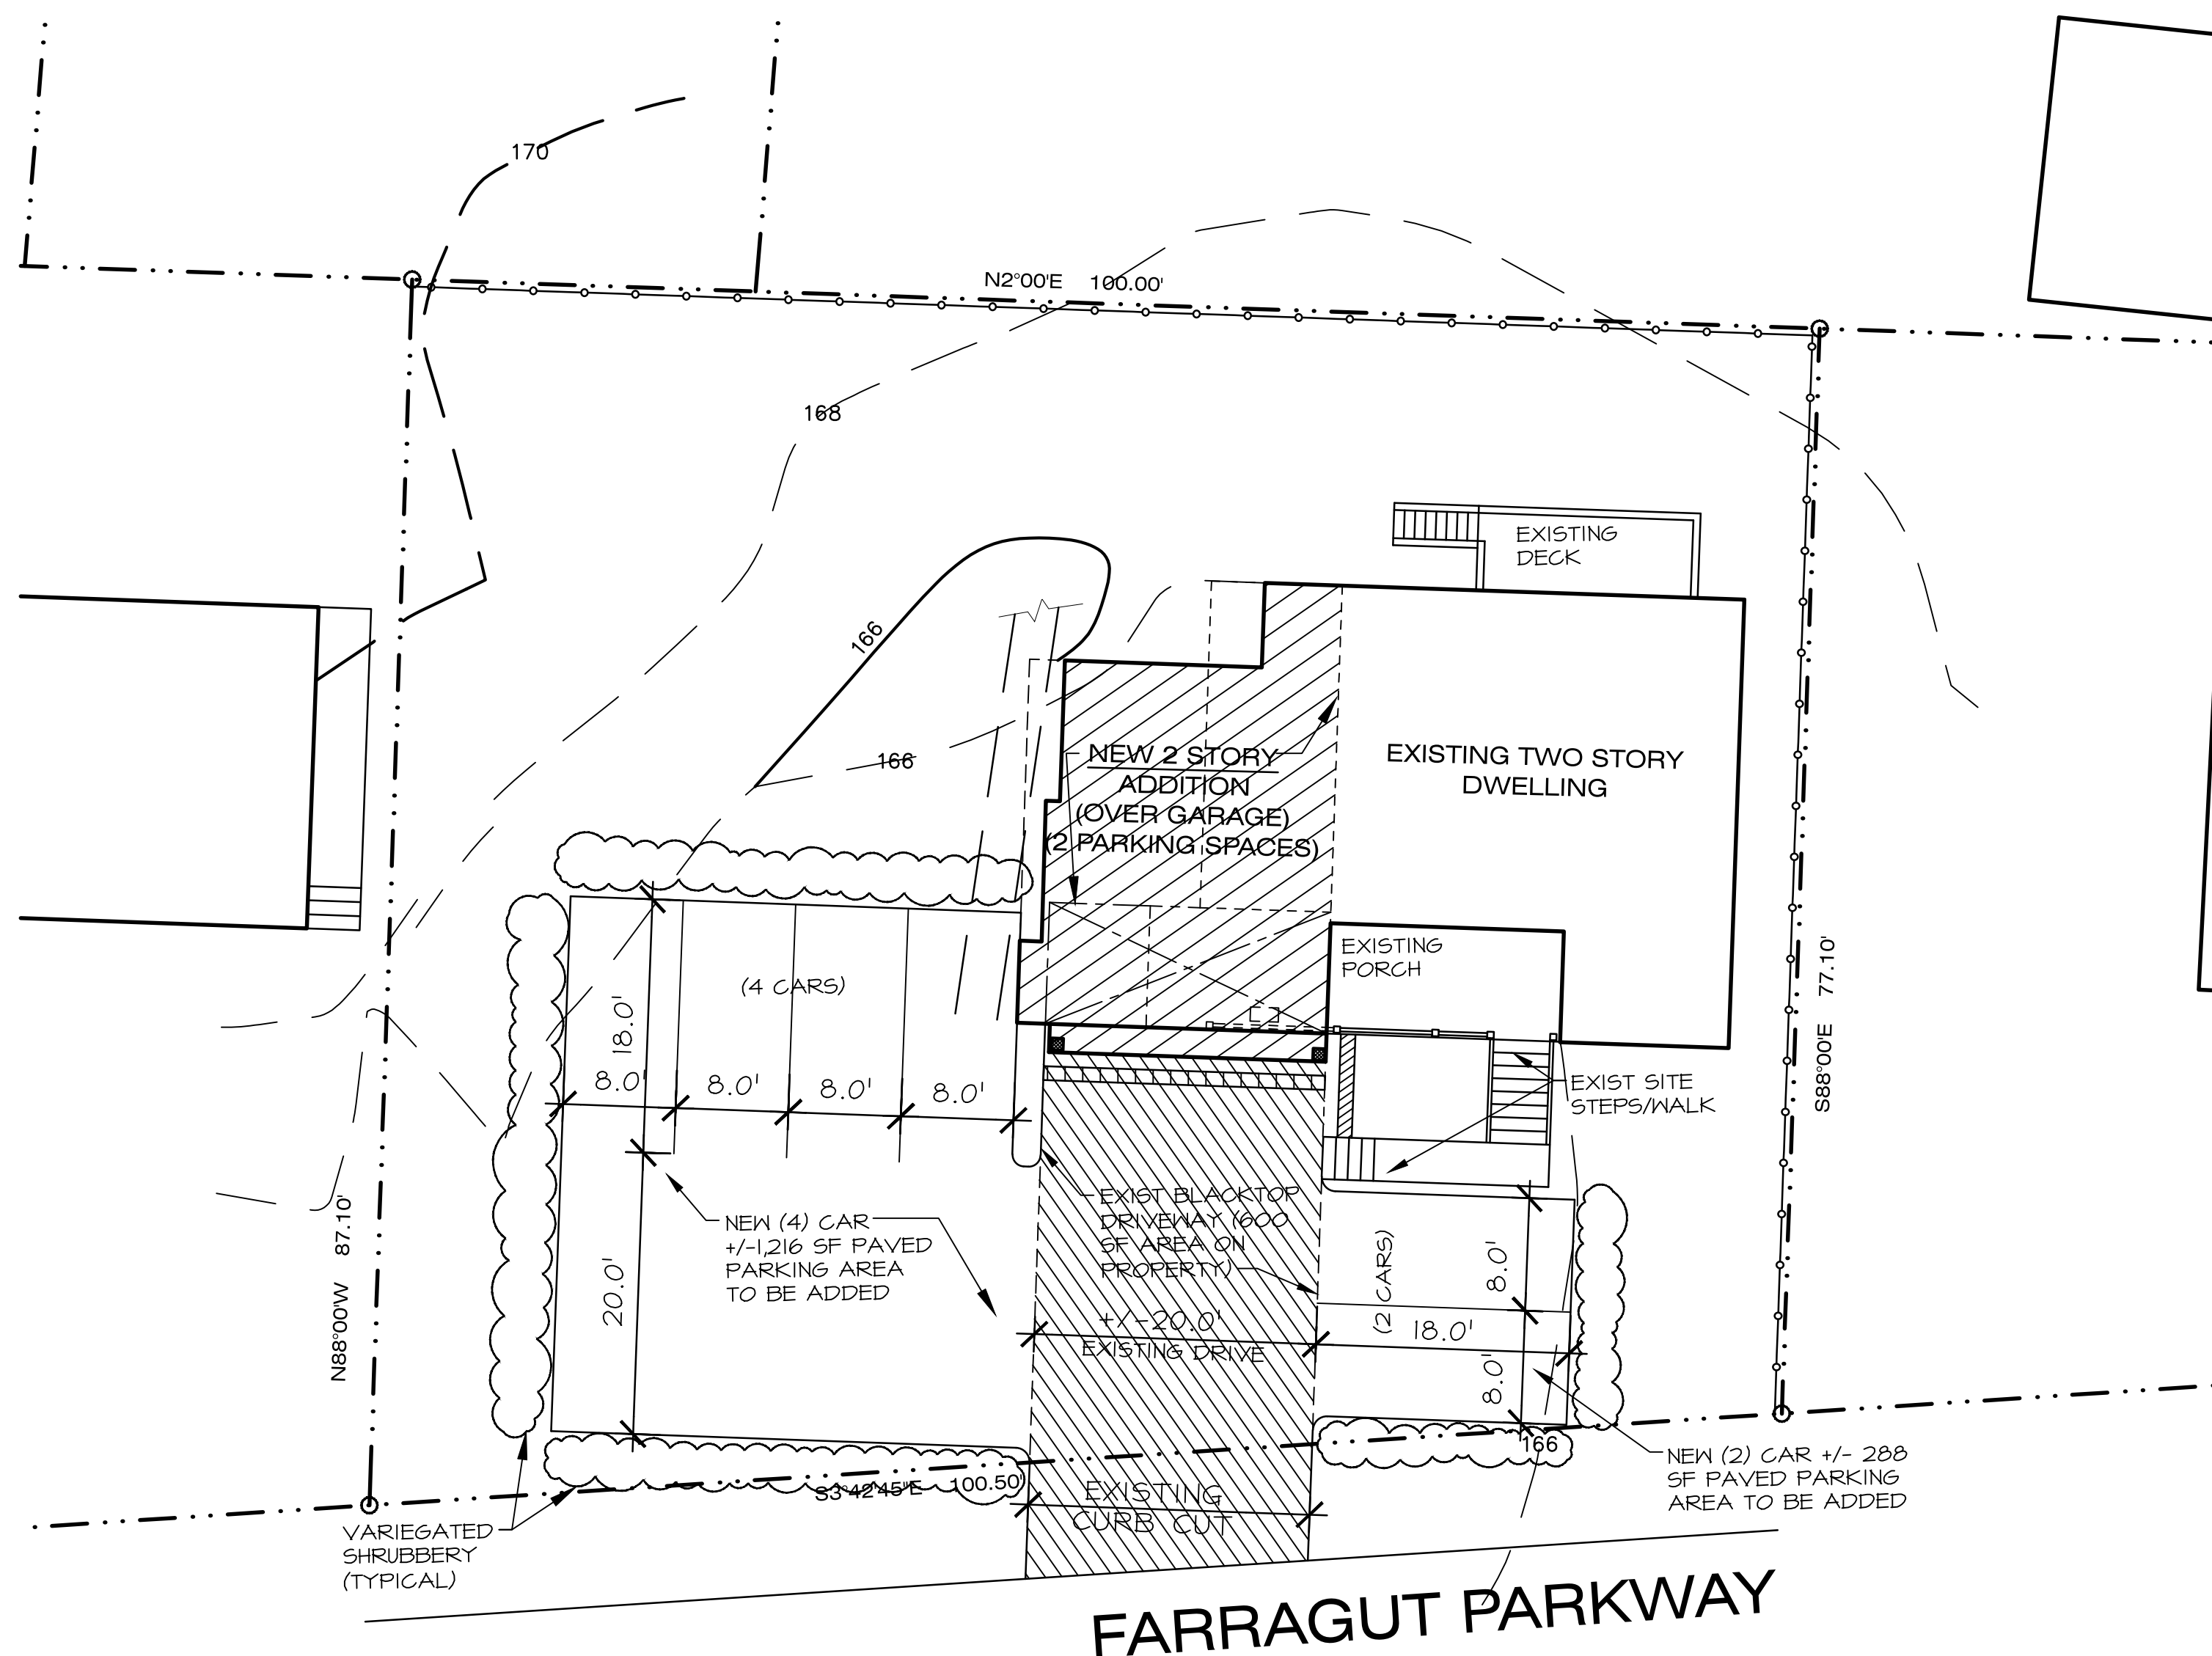 170
N2°00'E 100.00'
168
EXISTING
DECK
166
166
NEW 2 STORY
ADDITION
(OVER GARAGE)
(2 PARKING SPACES)
EXISTING TWO STORY
DWELLING
EXISTING
PORCH
S88°00'E 77.10'
(4 CARS)
18.0'
8.0'
8.0'
8.0'
8.0'
EXIST SITE
STEPS/WALK
NEW (4) CAR
+/-1,216 SF PAVED
PARKING AREA
TO BE ADDED
20.0'
N88°00'W 87.10'
EXIST BLACKTOP
DRIVEWAY (600
SF AREA ON
PROPERTY)
+/-20.0'
EXISTING DRIVE
(2 CARS)
8.0'
18.0'
8.0'
166
NEW (2) CAR +/- 288
SF PAVED PARKING
AREA TO BE ADDED
S3°42'45"E 100.50'
EXISTING
CURB CUT
VARIEGATED
SHRUBBERY
(TYPICAL)
FARRAGUT PARKWAY